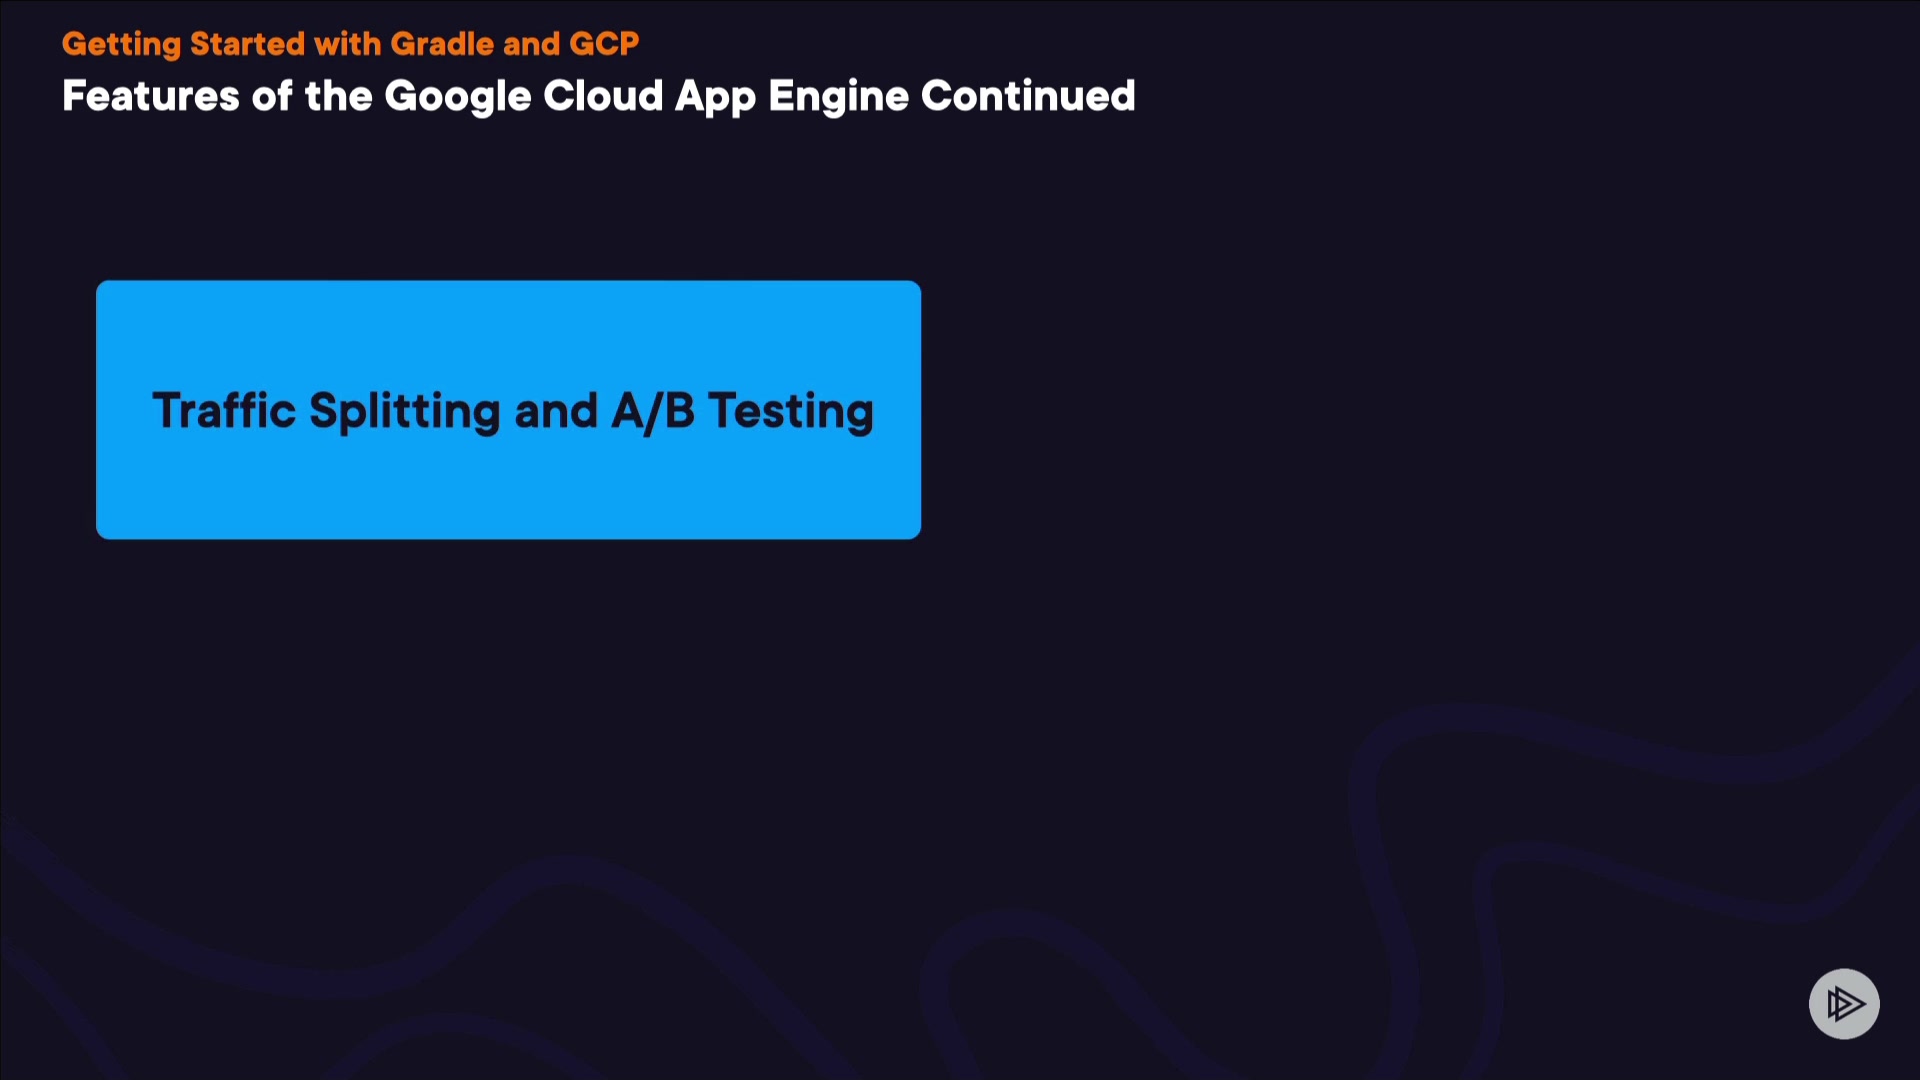 Getting Started with Gradle and GCP
Features of the Google Cloud App Engine Continued
Traffic Splitting and A/B Testing